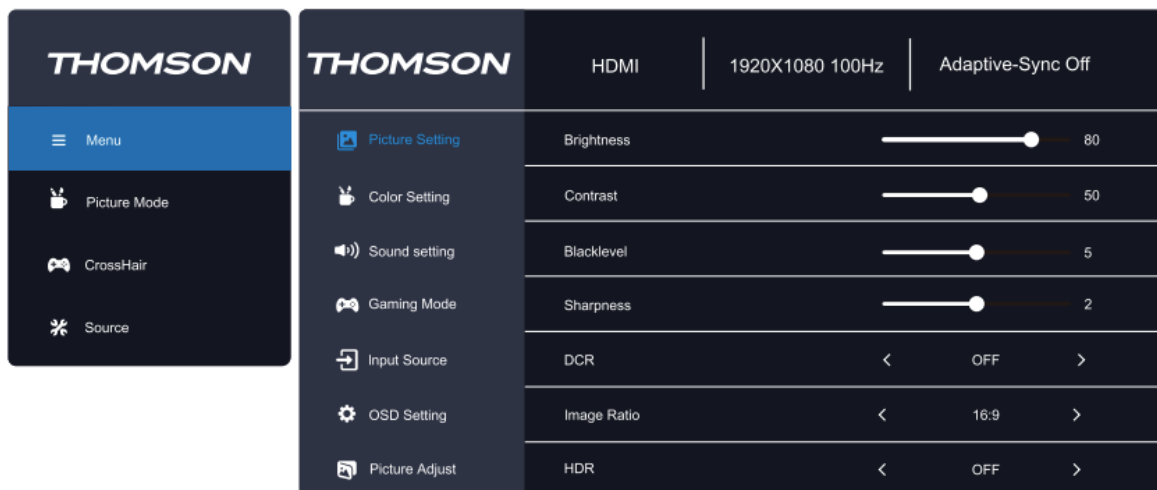 THOMSON
Menu
Picture Mode
CrossHair
Source
THOMSON
HDMI
1920X1080 100Hz
Adaptive-Sync Off
Picture Setting
Color Setting
Sound setting
Gaming Mode
Input Source
OSD Setting
Picture Adjust
Brightness 80
Contrast 50
Blacklevel 5
Sharpness 2
DCR OFF
Image Ratio 16:9
HDR OFF